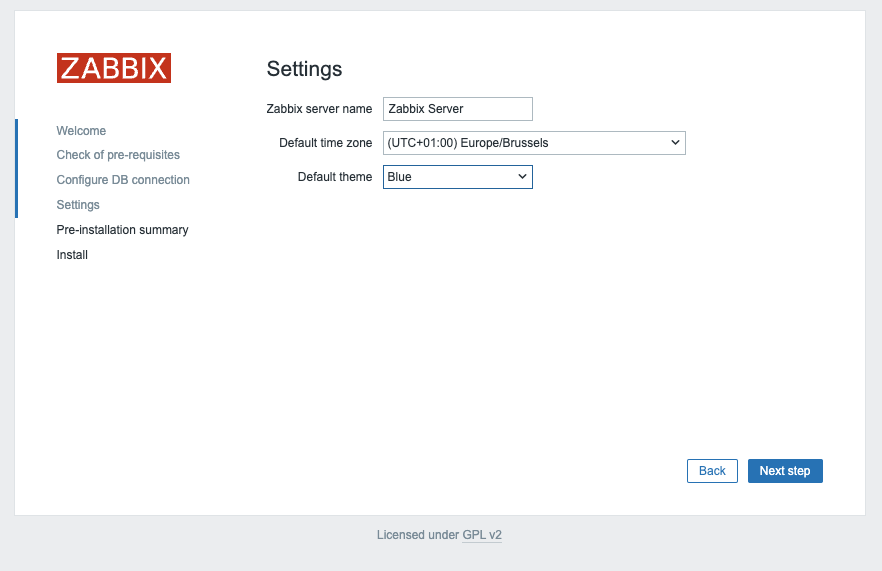 ZABBIX
Welcome
Check of pre-requisites
Configure DB connection
Settings
Pre-installation summary
Install
Settings
Zabbix server name Zabbix Server
Default time zone (UTC+01:00) Europe/Brussels
Default theme Blue
Back Next step
Licensed under GPL v2